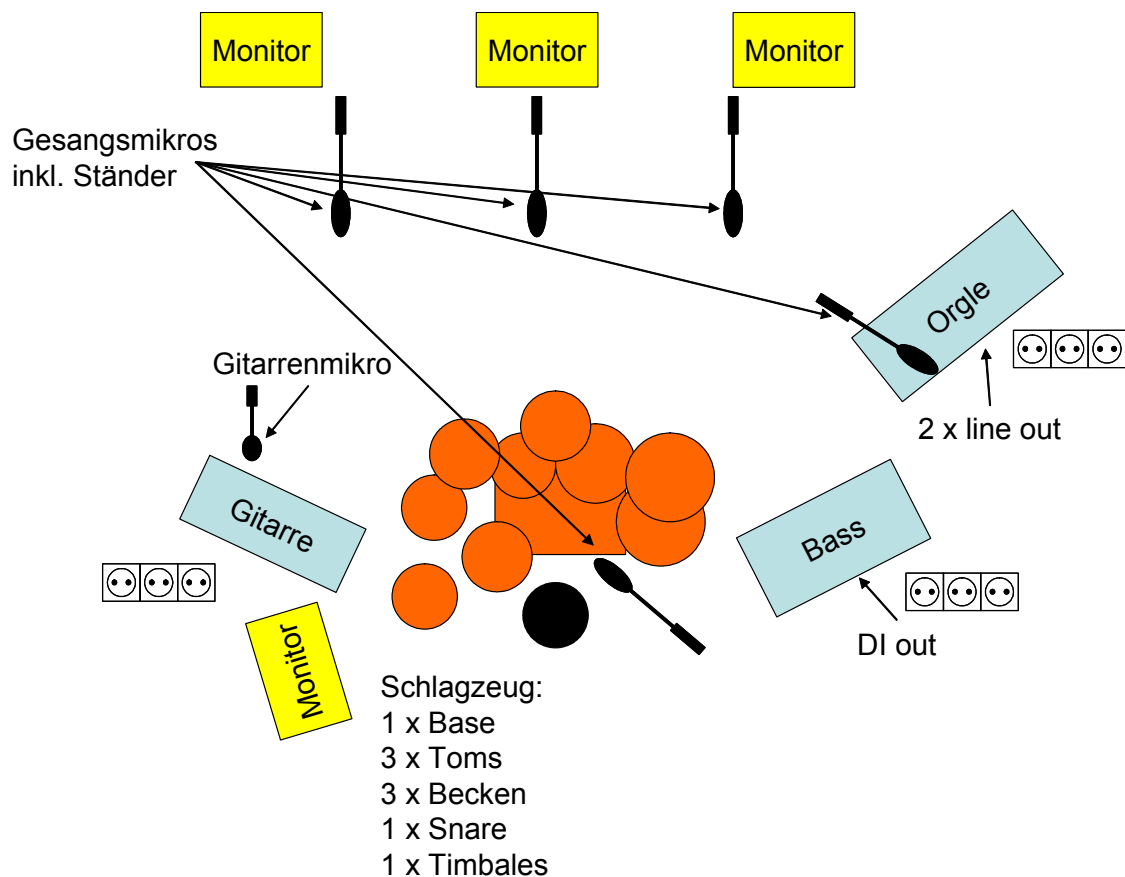 Monitor
Monitor
Monitor
Gesangsmikros
inkl. Ständer
Orgle
Gitarrenmikro
2 x line out
Gitarre
Bass
DI out
Monitor
Schlagzeug:
1 x Base
3 x Toms
3 x Becken
1 x Snare
1 x Timbales